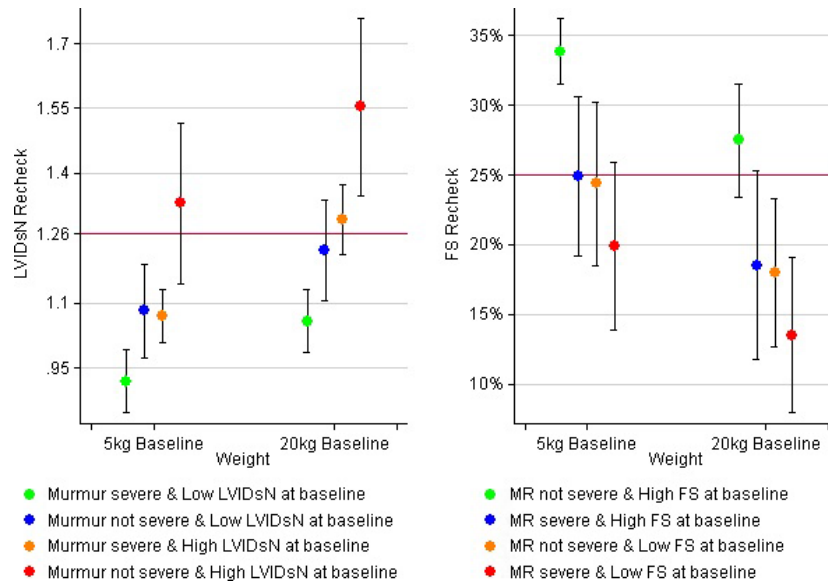 LVIDsN Recheck
1.7
1.55
1.4
1.26
1.1
.95
5kg Baseline
20kg Baseline
Weight
Murmur severe & Low LVIDsN at baseline
Murmur not severe & Low LVIDsN at baseline
Murmur severe & High LVIDsN at baseline
Murmur not severe & High LVIDsN at baseline
FS Recheck
35%
30%
25%
20%
15%
10%
5kg Baseline
20kg Baseline
Weight
MR not severe & High FS at baseline
MR severe & High FS at baseline
MR not severe & Low FS at baseline
MR severe & Low FS at baseline